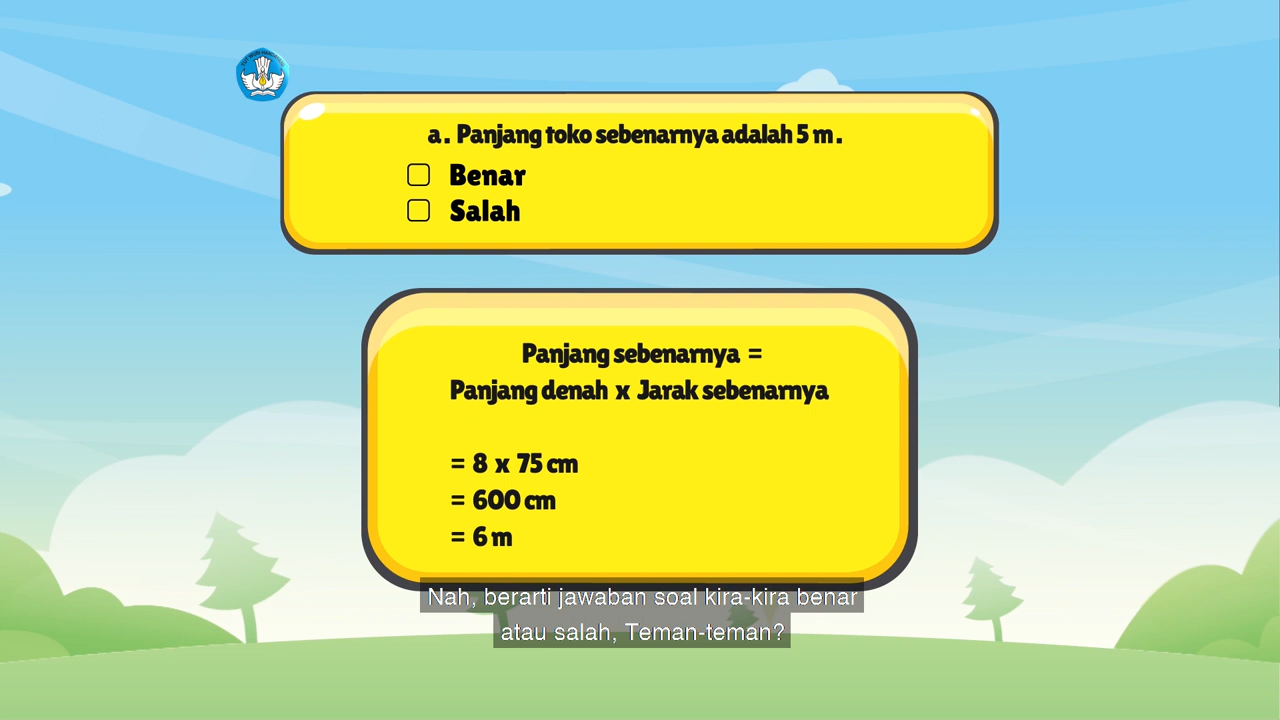 a. Panjang toko sebenarnya adalah 5 m.
Benar
Salah
Panjang sebenarnya =
Panjang denah x Jarak sebenarnya
= 8 x 75 cm
= 600 cm
= 6 m
Nah, berarti jawaban soal kira-kira benar
atau salah, Teman-teman?